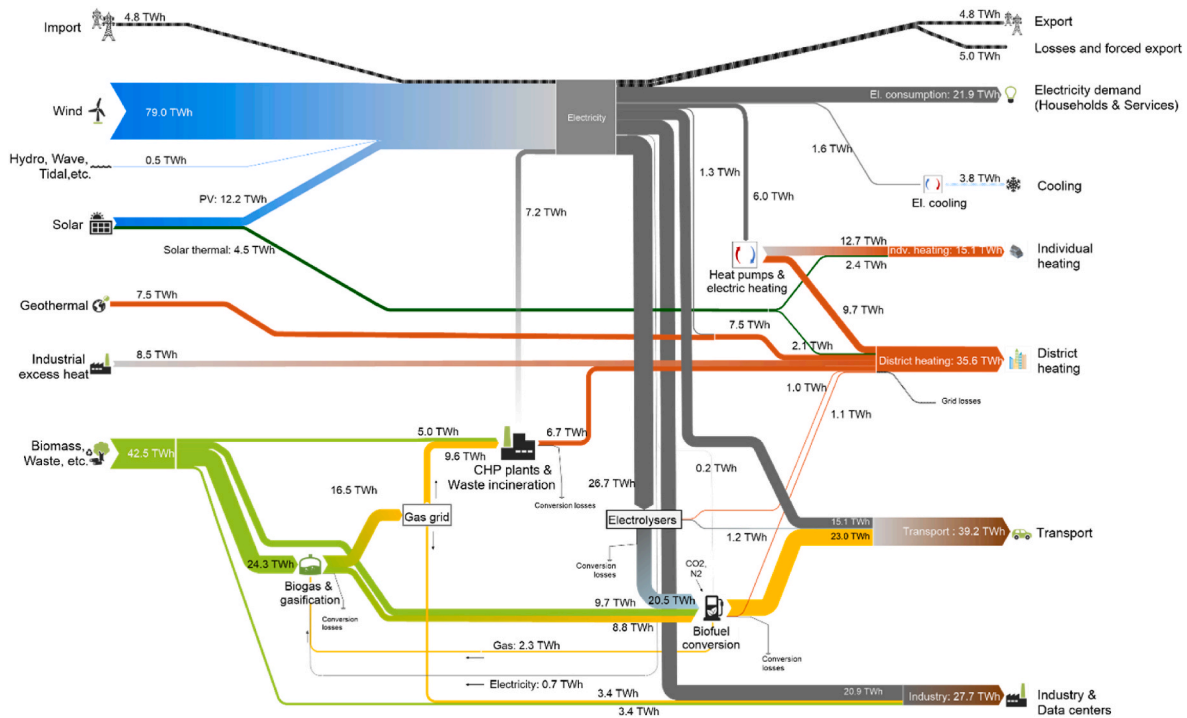 4.8 TWh
Import
4.8 TWh
Export
Losses and forced export
5.0 TWh
Wind
79.0 TWh
Electricity
El. consumption: 21.9 TWh
Electricity demand
(Households & Services)
Hydro, Wave,
Tidal,etc.
0.5 TWh
1.6 TWh
1.3 TWh
6.0 TWh
3.8 TWh
Cooling
El. cooling
PV: 12.2 TWh
7.2 TWh
Solar
Solar thermal: 4.5 TWh
12.7 TWh
Indv. heating: 15.1 TWh
2.4 TWh
Individual
heating
Heat pumps &
electric heating
Geothermal
7.5 TWh
9.7 TWh
7.5 TWh
2.1 TWh
Industrial
excess heat
8.5 TWh
District heating: 35.6 TWh
District
heating
1.0 TWh
1.1 TWh
Grid losses
Biomass,
Waste, etc.
42.5 TWh
5.0 TWh
9.6 TWh
6.7 TWh
CHP plants &
Waste incineration
0.2 TWh
16.5 TWh
26.7 TWh
Conversion losses
Gas grid
Electrolysers
15.1 TWh
23.0 TWh
Transport : 39.2 TWh
Transport
1.2 TWh
24.3 TWh
Biogas &
gasification
Conversion
losses
CO2,
N2
9.7 TWh
20.5 TWh
8.8 TWh
Conversion
losses
Biofuel
conversion
Gas: 2.3 TWh
Conversion
losses
Electricity: 0.7 TWh
3.4 TWh
3.4 TWh
20.9 TWh
Industry: 27.7 TWh
Industry &
Data centers